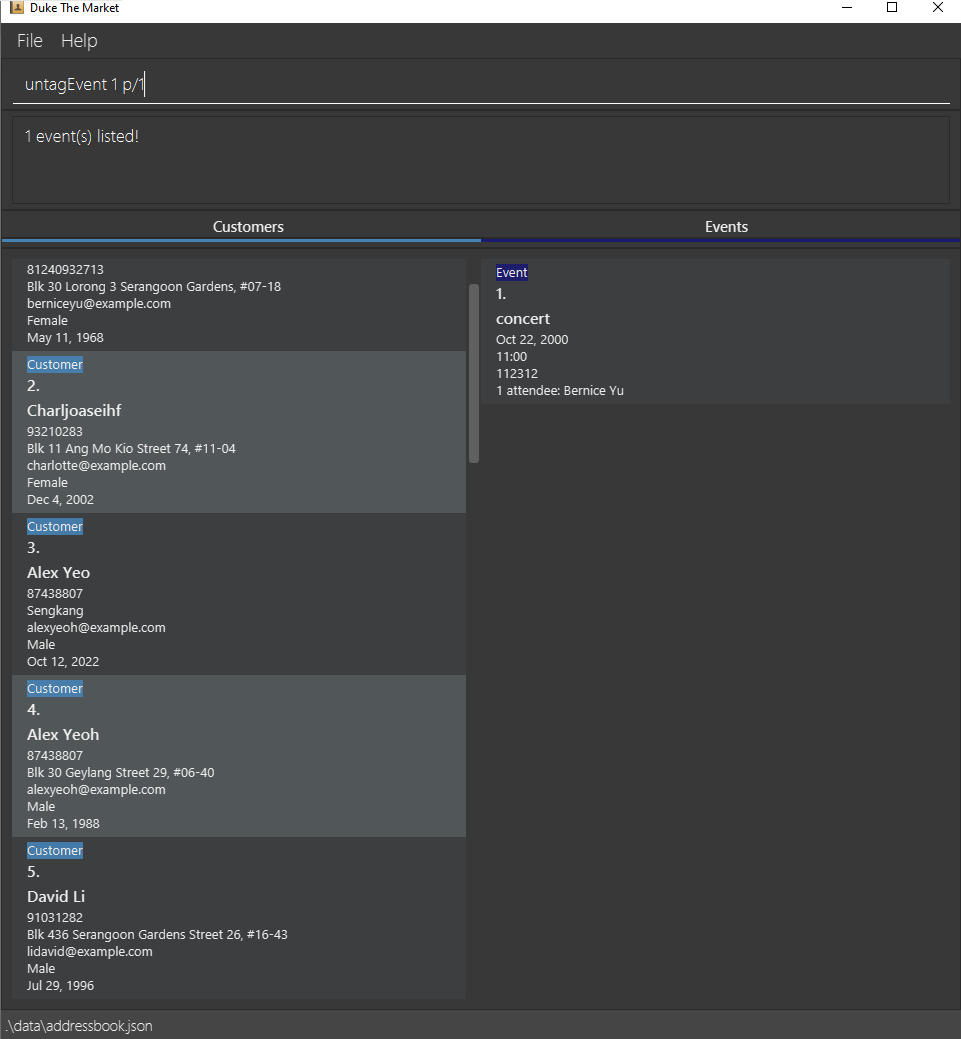 Duke The Market
File Help
untagEvent 1 p/1
1 event(s) listed!
Customers
Events
81240932713
Blk 30 Lorong 3 Serangoon Gardens, #07-18
berniceyu@example.com
Female
May 11, 1968
Customer
2.
Charljoaseihf
93210283
Blk 11 Ang Mo Kio Street 74, #11-04
charlotte@example.com
Female
Dec 4, 2002
Customer
3.
Alex Yeo
87438807
Sengkang
alexyeoh@example.com
Male
Oct 12, 2022
Customer
4.
Alex Yeoh
87438807
Blk 30 Geylang Street 29, #06-40
alexyeoh@example.com
Male
Feb 13, 1988
Customer
5.
David Li
91031282
Blk 436 Serangoon Gardens Street 26, #16-43
lidavid@example.com
Male
Jul 29, 1996
Event
1.
concert
Oct 22, 2000
11:00
112312
1 attendee: Bernice Yu
.\data\addressbook.json